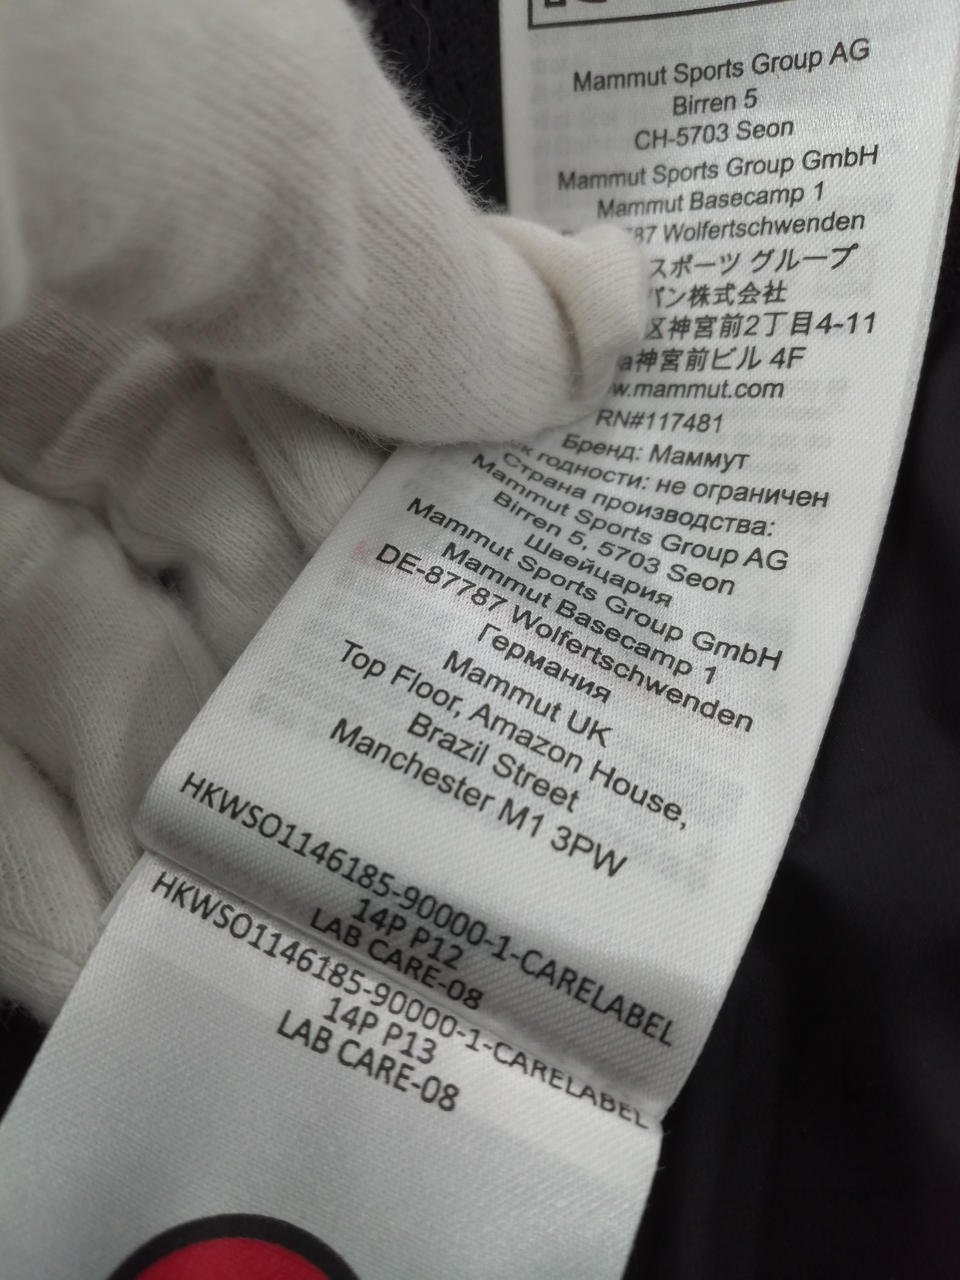 Mammut Sports Group AG
Birren 5
CH-5703 Seon
Mammut Sports Group GmbH
Mammut Basecamp 1
787 Wolfertschwenden
スポーツ グループ
パン株式会社
区神宮前2丁目4-11
a神宮前ビル 4F
w.mammut.com
RN#117481
Бренд: Маммут
ок годности: не ограничен
Страна производства:
Mammut Sports Group AG
Birren 5, 5703 Seon
Швейцария
Mammut Sports Group GmbH
Mammut Basecamp 1
DE-87787 Wolfertschwenden
Германия
Mammut UK
Top Floor, Amazon House,
Brazil Street
Manchester M1 3PW
HKWSO1146185-90000-1-CARELABEL
14P P12
LAB CARE-08
HKWSO1146185-90000-1-CARELABEL
14P P13
LAB CARE-08